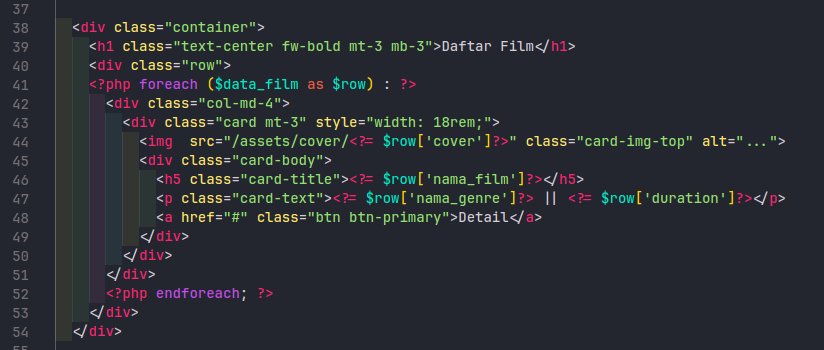 37
38 <div class="container">
39 <h1 class="text-center fw-bold mt-3 mb-3">Daftar Film</h1>
40 <div class="row">
41 <?php foreach ($data_film as $row) : ?>
42 <div class="col-md-4">
43 <div class="card mt-3" style="width: 18rem;">
44 <img  src="/assets/cover/<?= $row['cover']?>" class="card-img-top" alt="...">
45 <div class="card-body">
46 <h5 class="card-title"><?= $row['nama_film']?></h5>
47 <p class="card-text"><?= $row['nama_genre']?> || <?= $row['duration']?></p>
48 <a href="#" class="btn btn-primary">Detail</a>
49 </div>
50 </div>
51 </div>
52 <?php endforeach; ?>
53 </div>
54 </div>
55